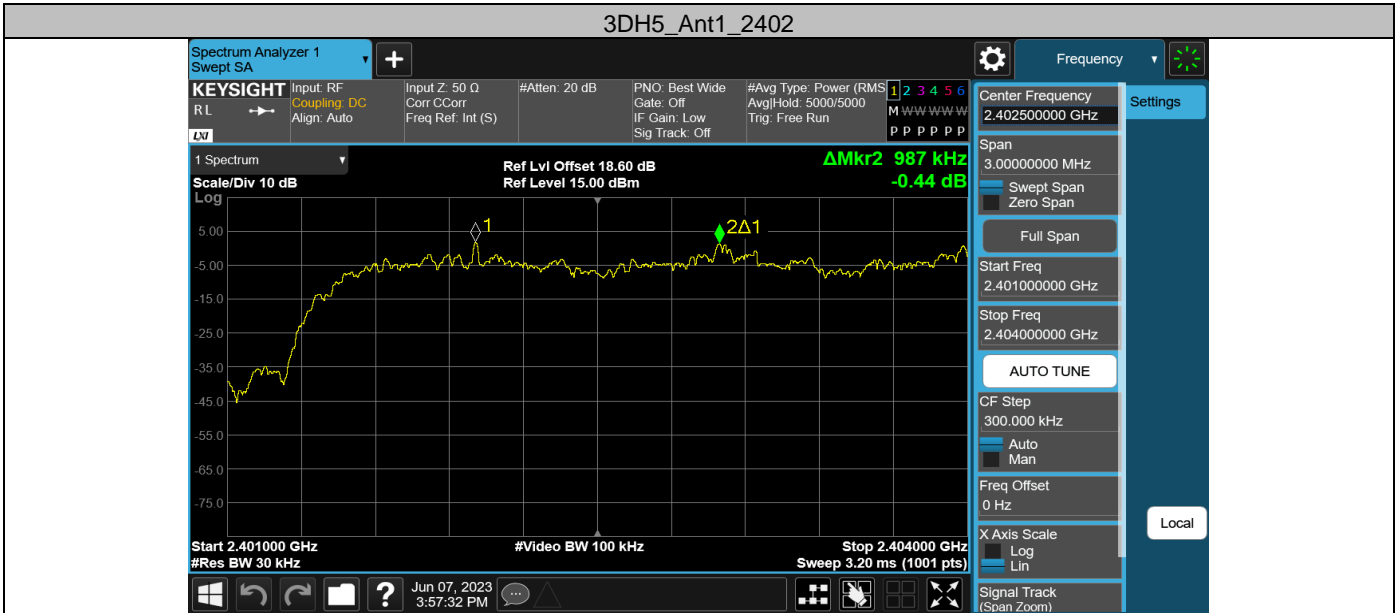 3DH5_Ant1_2402
Spectrum Analyzer 1
Swept SA
Frequency
KEYSIGHT
RL
LXI
Input: RF
Coupling: DC
Align: Auto
Input Z: 50 Ω
Corr CCorr
Freq Ref: Int (S)
#Atten: 20 dB
PNO: Best Wide
Gate: Off
IF Gain: Low
Sig Track: Off
#Avg Type: Power (RMS
Avg|Hold: 5000/5000
Trig: Free Run
1 2 3 4 5 6
M W W W W W
P P P P P P
1 Spectrum
Scale/Div 10 dB
Log
Ref Lvl Offset 18.60 dB
Ref Level 15.00 dBm
ΔMkr2 987 kHz
-0.44 dB
5.00
-5.00
-15.0
-25.0
-35.0
-45.0
-55.0
-65.0
-75.0
1
2Δ1
Start 2.401000 GHz
#Res BW 30 kHz
#Video BW 100 kHz
Stop 2.404000 GHz
Sweep 3.20 ms (1001 pts)
Center Frequency
2.402500000 GHz
Span
3.00000000 MHz
Swept Span
Zero Span
Full Span
Start Freq
2.401000000 GHz
Stop Freq
2.404000000 GHz
AUTO TUNE
CF Step
300.000 kHz
Auto
Man
Freq Offset
0 Hz
X Axis Scale
Log
Lin
Signal Track
(Span Zoom)
Settings
Local
?
Jun 07, 2023
3:57:32 PM